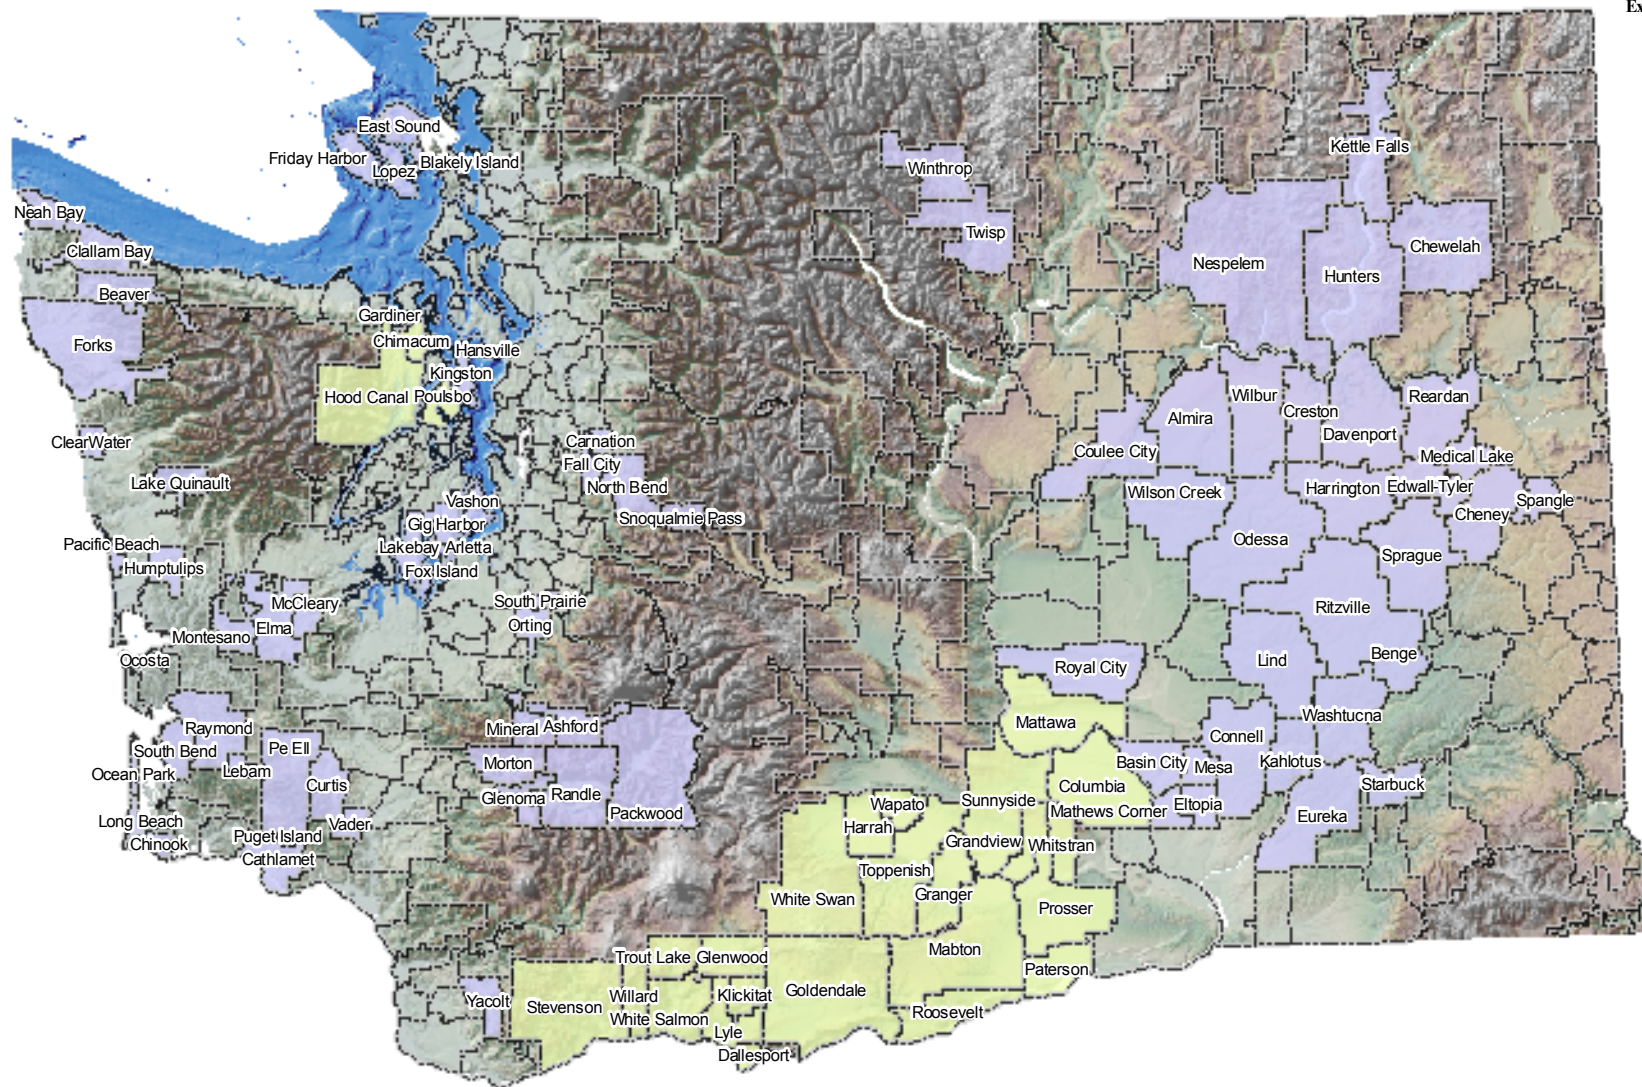 Ex
East Sound
Friday Harbor
Lopez
Blakely Island
Kettle Falls
Winthrop
Neah Bay
Twisp
Clallam Bay
Chewelah
Nespelem
Hunters
Beaver
Gardiner
Chimacum
Forks
Hansville
Kingston
Hood Canal
Poulsbo
Wilbur
Reardan
Creston
Almira
Davenport
ClearWater
Carnation
Coulee City
Medical Lake
Fall City
Lake Quinault
North Bend
Harrington
Edwall-Tyler
Wilson Creek
Vashon
Spangle
Snoqualmie Pass
Cheney
Gig Harbor
Odessa
Pacific Beach
Lakebay
Arletta
Sprague
Humptulips
Fox Island
McCleary
South Prairie
Ritzville
Orting
Elma
Montesano
Benge
Ocosta
Lind
Royal City
Washtucna
Mattawa
Raymond
Mineral
Ashford
Connell
Pe Ell
South Bend
Morton
Basin City
Mesa
Kahlotus
Ocean Park
Lebam
Curtis
Columbia
Starbuck
Glenoma
Randle
Sunnyside
Wapato
Eltopia
Packwood
Mathews Corner
Eureka
Long Beach
Vader
Harrah
Puget Island
Chinook
Grandview
Whitstran
Cathlamet
Toppenish
Granger
White Swan
Prosser
Mabton
Trout Lake
Glenwood
Paterson
Goldendale
Klickitat
Willard
Yacolt
Stevenson
Roosevelt
White Salmon
Lyle
Dallesport